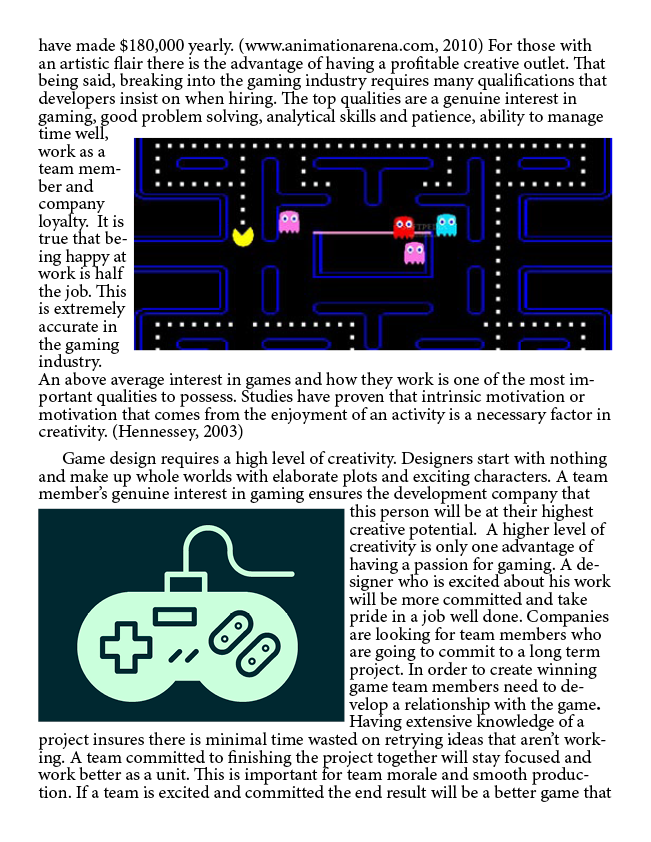 have made $180,000 yearly. (www.animationarena.com, 2010) For those with
an artistic flair there is the advantage of having a profitable creative outlet. That
being said, breaking into the gaming industry requires many qualifications that
developers insist on when hiring. The top qualities are a genuine interest in
gaming, good problem solving, analytical skills and patience, ability to manage
time well,
work as a
team mem-
ber and
company
loyalty.  It is
true that be-
ing happy at
work is half
the job. This
is extremely
accurate in
the gaming
industry.
An above average interest in games and how they work is one of the most im-
portant qualities to possess. Studies have proven that intrinsic motivation or
motivation that comes from the enjoyment of an activity is a necessary factor in
creativity. (Hennessey, 2003)
Game design requires a high level of creativity. Designers start with nothing
and make up whole worlds with elaborate plots and exciting characters. A team
member's genuine interest in gaming ensures the development company that
this person will be at their highest
creative potential.  A higher level of
creativity is only one advantage of
having a passion for gaming. A de-
signer who is excited about his work
will be more committed and take
pride in a job well done. Companies
are looking for team members who
are going to commit to a long term
project. In order to create winning
game team members need to de-
velop a relationship with the game.
Having extensive knowledge of a
project insures there is minimal time wasted on retrying ideas that aren't work-
ing. A team committed to finishing the project together will stay focused and
work better as a unit. This is important for team morale and smooth produc-
tion. If a team is excited and committed the end result will be a better game that